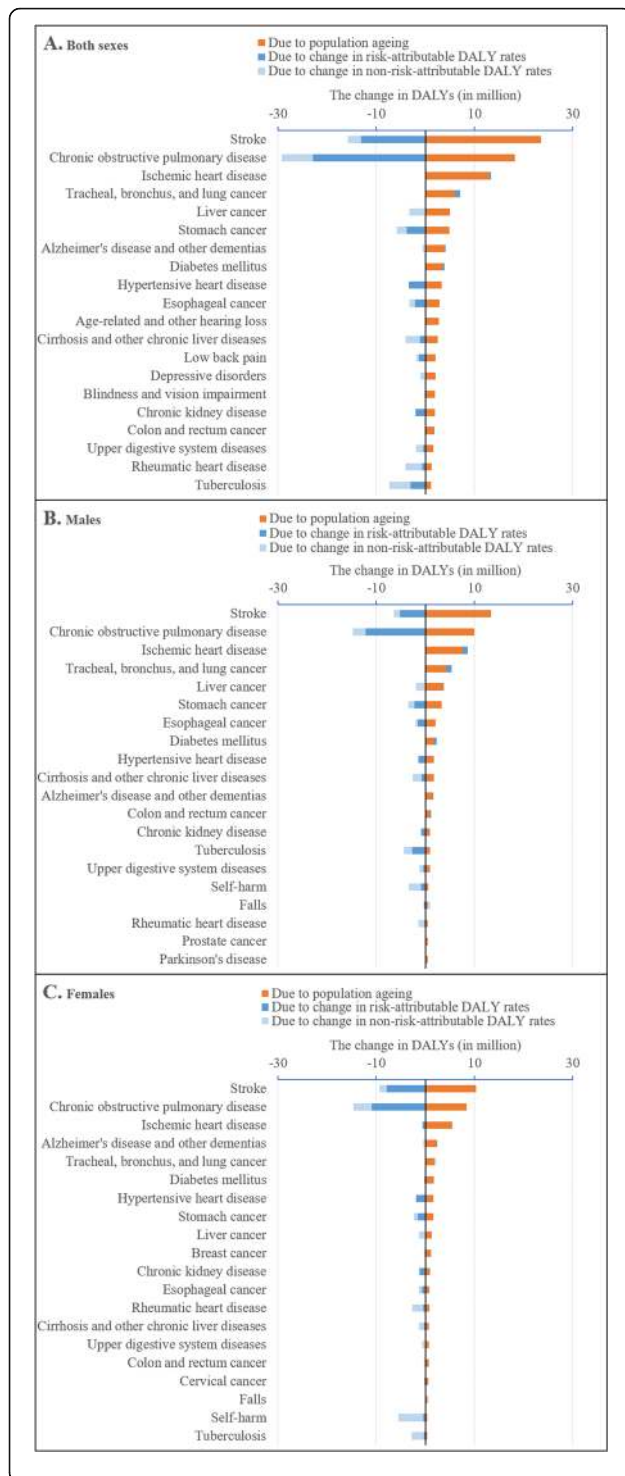 A. Both sexes
Due to population ageing
Due to change in risk-attributable DALY rates
Due to change in non-risk-attributable DALY rates
The change in DALYs (in million)
-30 -10 10 30
Stroke
Chronic obstructive pulmonary disease
Ischemic heart disease
Tracheal, bronchus, and lung cancer
Liver cancer
Stomach cancer
Alzheimer's disease and other dementias
Diabetes mellitus
Hypertensive heart disease
Esophageal cancer
Age-related and other hearing loss
Cirrhosis and other chronic liver diseases
Low back pain
Depressive disorders
Blindness and vision impairment
Chronic kidney disease
Colon and rectum cancer
Upper digestive system diseases
Rheumatic heart disease
Tuberculosis
B. Males
Due to population ageing
Due to change in risk-attributable DALY rates
Due to change in non-risk-attributable DALY rates
The change in DALYs (in million)
-30 -10 10 30
Stroke
Chronic obstructive pulmonary disease
Ischemic heart disease
Tracheal, bronchus, and lung cancer
Liver cancer
Stomach cancer
Esophageal cancer
Diabetes mellitus
Hypertensive heart disease
Cirrhosis and other chronic liver diseases
Alzheimer's disease and other dementias
Colon and rectum cancer
Chronic kidney disease
Tuberculosis
Upper digestive system diseases
Self-harm
Falls
Rheumatic heart disease
Prostate cancer
Parkinson's disease
C. Females
Due to population ageing
Due to change in risk-attributable DALY rates
Due to change in non-risk-attributable DALY rates
The change in DALYs (in million)
-30 -10 10 30
Stroke
Chronic obstructive pulmonary disease
Ischemic heart disease
Alzheimer's disease and other dementias
Tracheal, bronchus, and lung cancer
Diabetes mellitus
Hypertensive heart disease
Stomach cancer
Liver cancer
Breast cancer
Chronic kidney disease
Esophageal cancer
Rheumatic heart disease
Cirrhosis and other chronic liver diseases
Upper digestive system diseases
Colon and rectum cancer
Cervical cancer
Falls
Self-harm
Tuberculosis